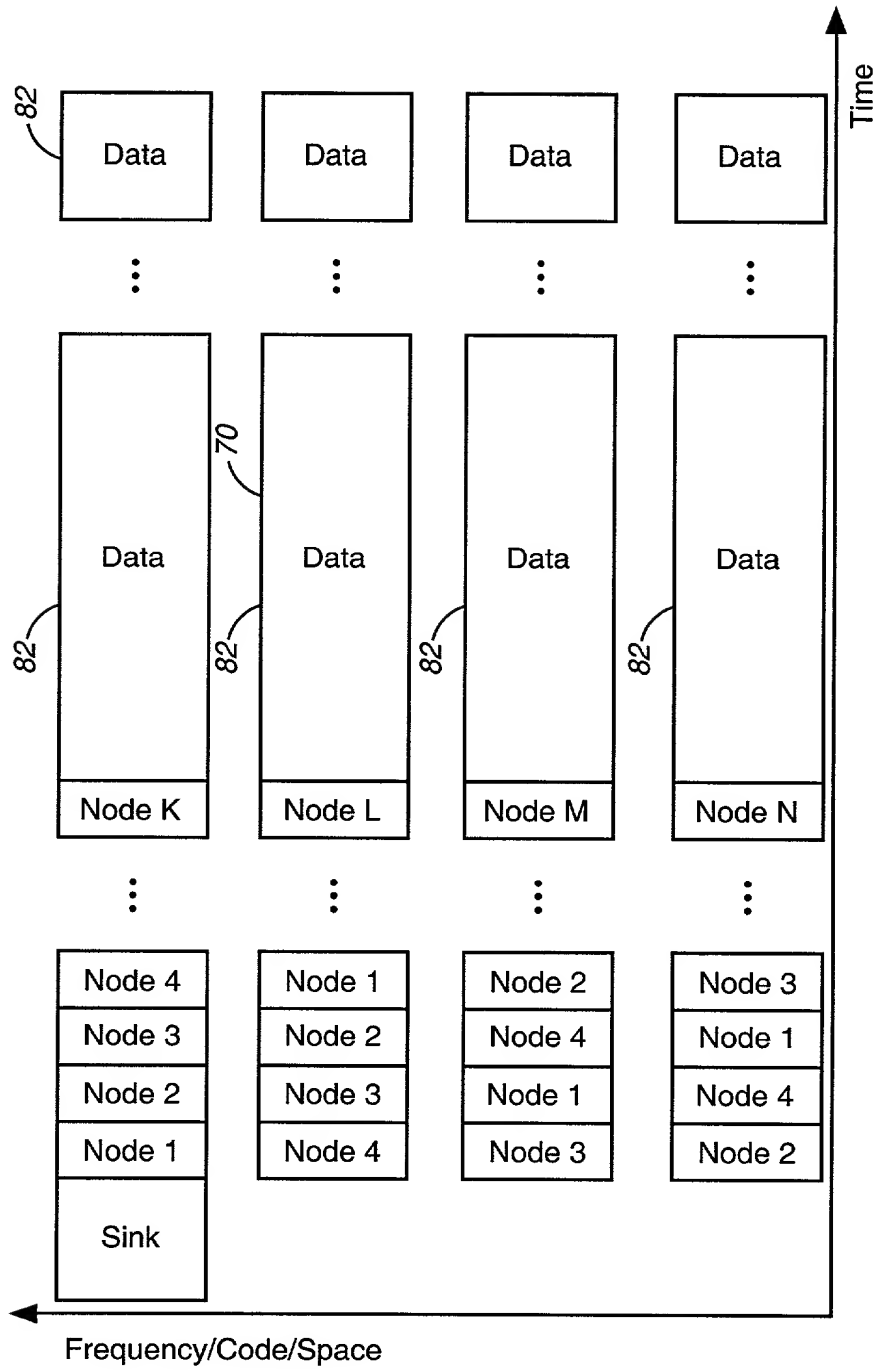 Time
82
Data Data Data Data
70
Data Data Data Data
82 82 82 82
Node K Node L Node M Node N
Node 4 Node 1 Node 2 Node 3
Node 3 Node 2 Node 4 Node 1
Node 2 Node 3 Node 1 Node 4
Node 1 Node 4 Node 3 Node 2
Sink
Frequency/Code/Space